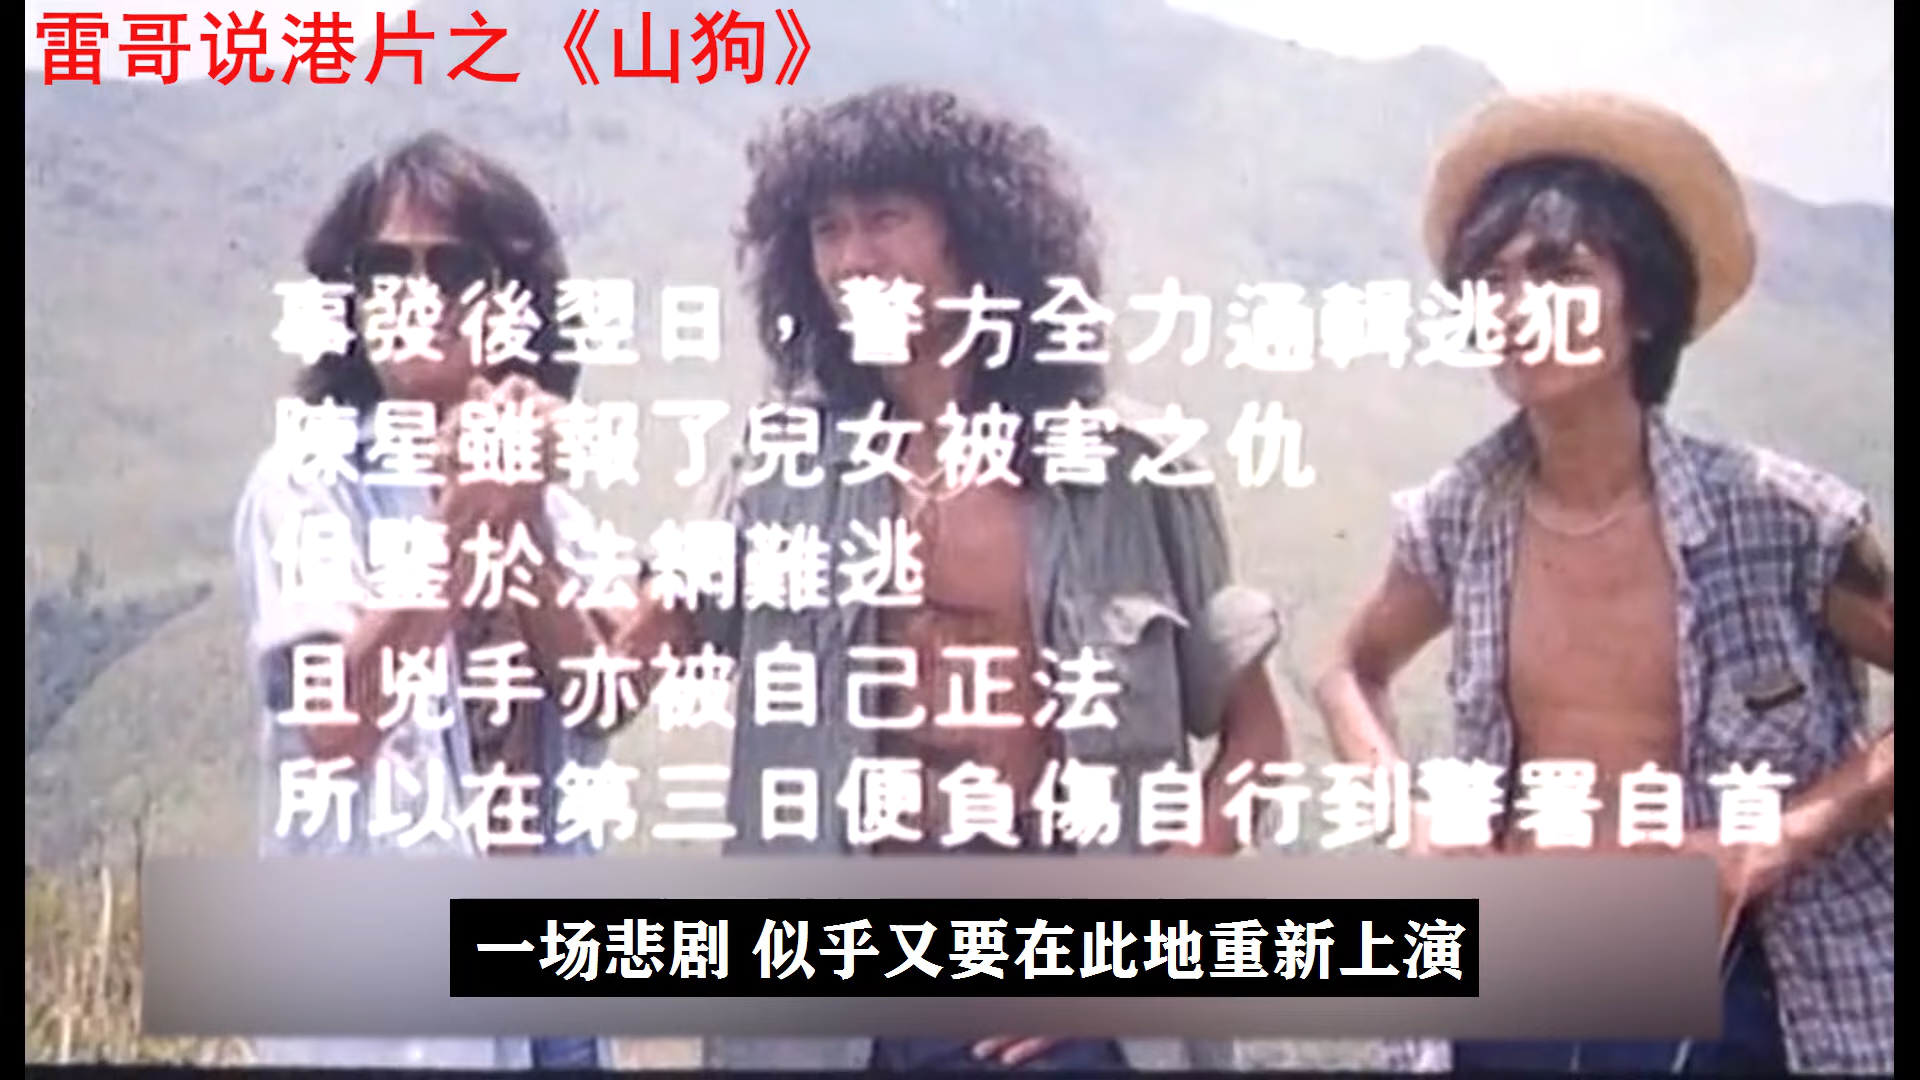 雷哥说港片之《山狗》
事發後翌日，警方全力通輯逃犯
陳星雖報了兒女被害之仇
但鑒於法網難逃
且兇手亦被自己正法
所以在第三日便負傷自行到警署自首
一场悲剧 似乎又要在此地重新上演